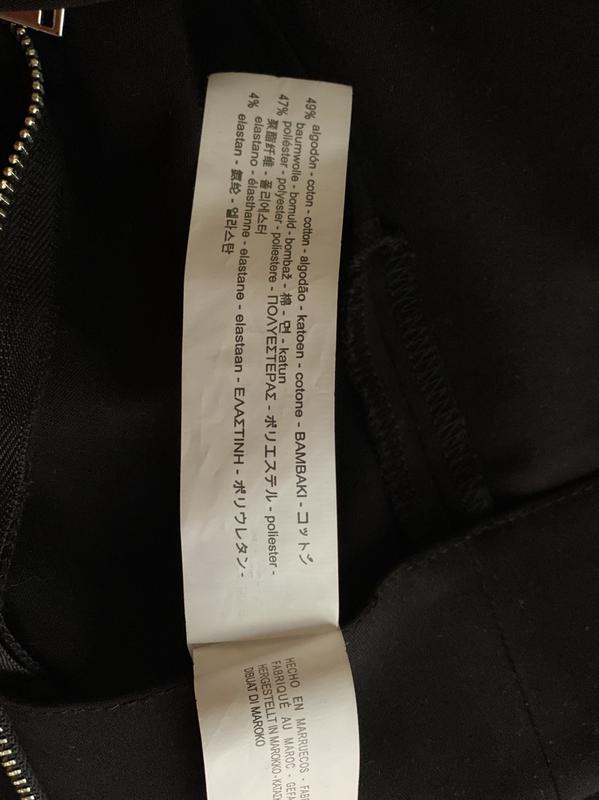 49% algodón - coton - cotton - algodão - katoen - cotone - ΒΑΜΒΑΚΙ - コットン
baumwolle - bomuld - bombaž - 棉 - 면 - katun
47% poliéster - polyester - poliestere - ΠΟΛΥΕΣΤΕΡΑΣ - ポリエステル - poliester -
聚酯纤维 - 폴리에스터
4% elastano - élasthanne - elastane - elastaan - ΕΛΑΣΤΙΝΗ - ポリウレタン -
elastan - 氨纶 - 엘라스탄
HECHO EN MARRUECOS -
FABRIQUÉ AU MAROC -
HERGESTELLT IN MAROKKO -
DIBUAT DI MAROKO